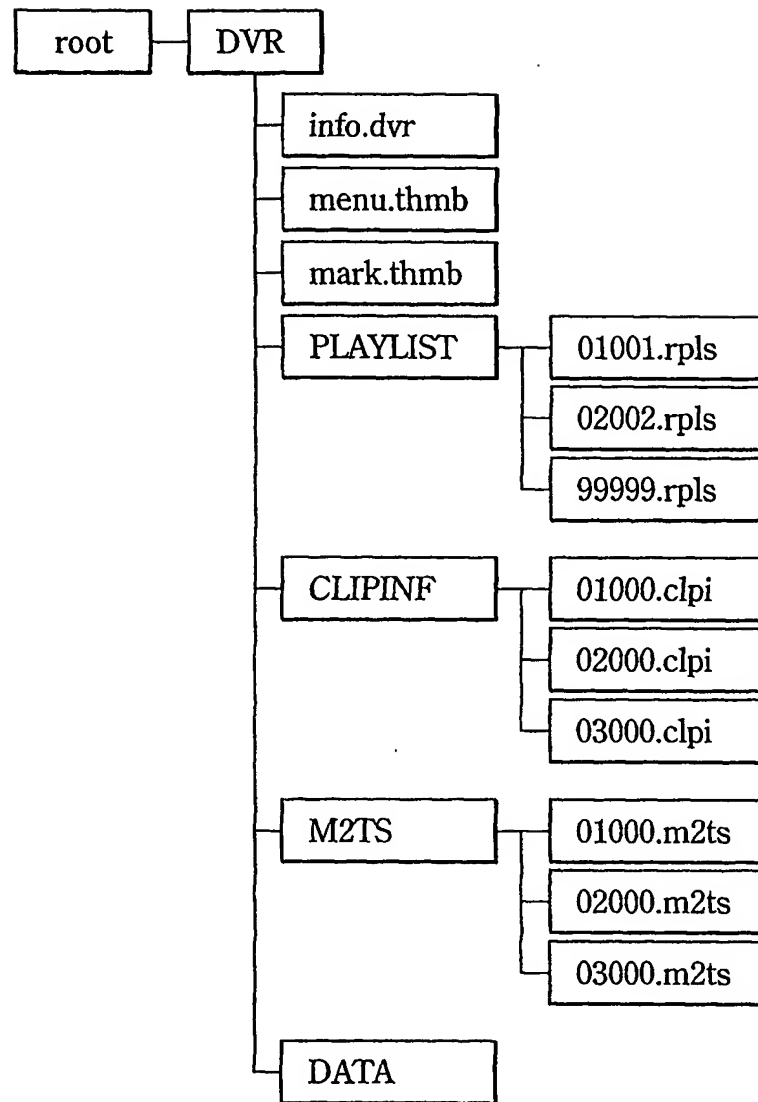 root
DVR
info.dvr
menu.thmb
mark.thmb
PLAYLIST
01001.rpls
02002.rpls
99999.rpls
CLIPINF
01000.clpi
02000.clpi
03000.clpi
M2TS
01000.m2ts
02000.m2ts
03000.m2ts
DATA